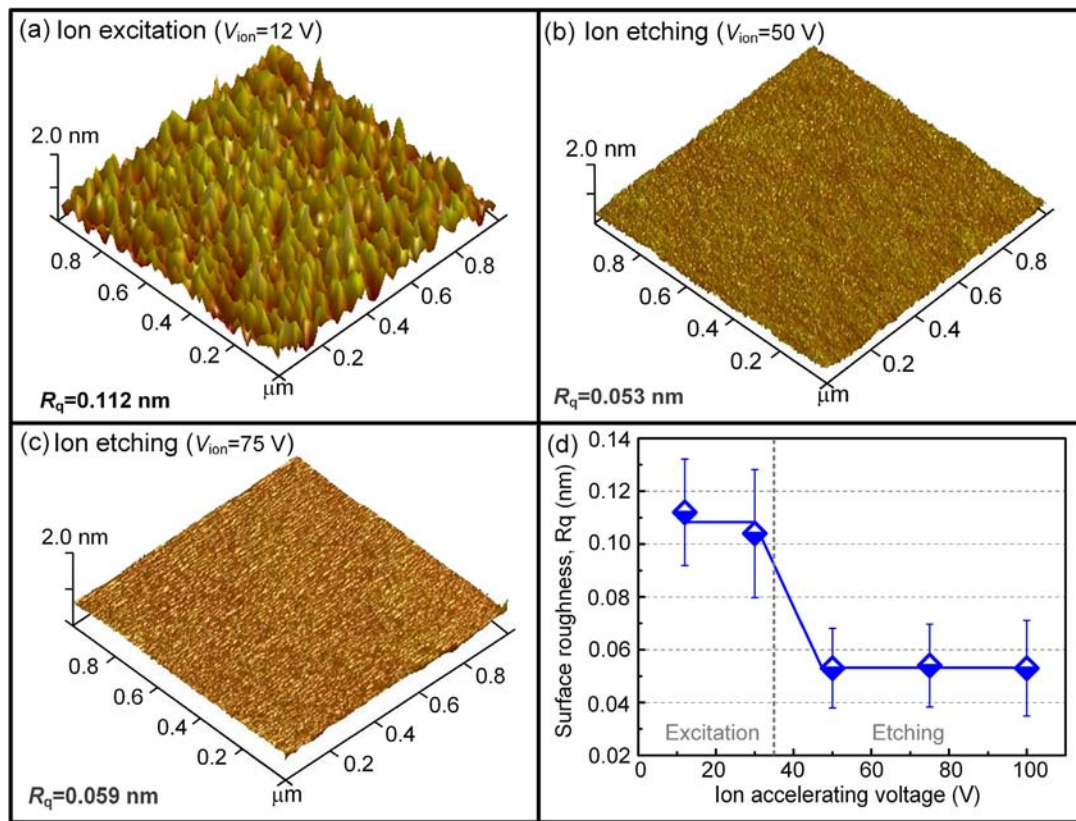 (a) Ion excitation (Vion=12 V)
2.0 nm
0.8
0.6
0.4
0.2
μm
0.2
0.4
0.6
0.8
Rq=0.112 nm
(b) Ion etching (Vion=50 V)
2.0 nm
0.8
0.6
0.4
0.2
μm
0.2
0.4
0.6
0.8
Rq=0.053 nm
(c) Ion etching (Vion=75 V)
2.0 nm
0.8
0.6
0.4
0.2
μm
0.2
0.4
0.6
0.8
Rq=0.059 nm
(d)
Surface roughness, Rq (nm)
0.14
0.12
0.10
0.08
0.06
0.04
0.02
Excitation Etching
0 20 40 60 80 100
Ion accelerating voltage (V)